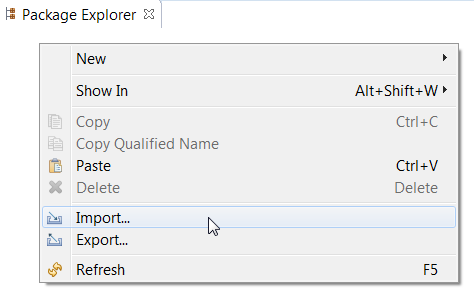 Package Explorer
New
Show In Alt+Shift+W
Copy Ctrl+C
Copy Qualified Name
Paste Ctrl+V
Delete Delete
Import...
Export...
Refresh F5